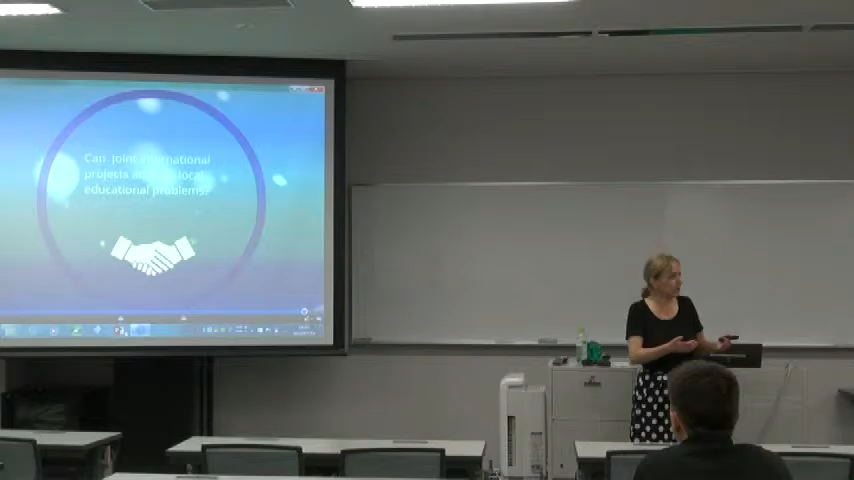 Can joint international
projects local
educational problems?